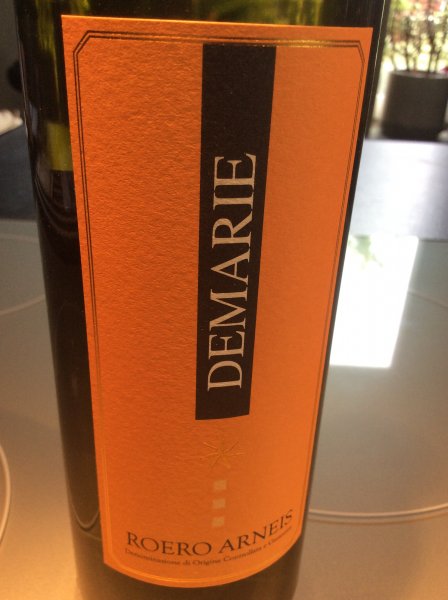 DEMARIE
ROERO ARNEIS
Denominazione di Origine Controllata e Garantita